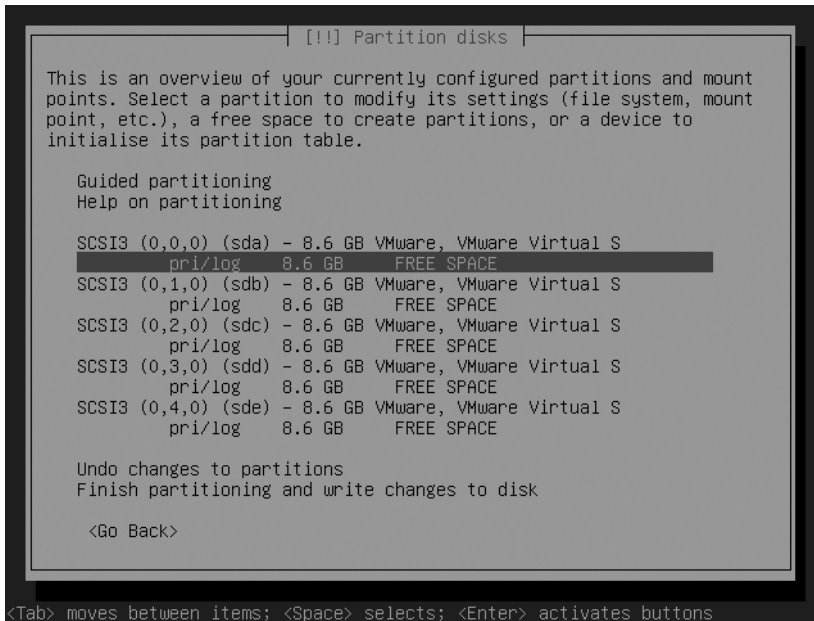 [!!] Partition disks
This is an overview of your currently configured partitions and mount
points. Select a partition to modify its settings (file system, mount
point, etc.), a free space to create partitions, or a device to
initialise its partition table.
Guided partitioning
Help on partitioning
SCSI3 (0,0,0) (sda) - 8.6 GB VMware, VMware Virtual S
pri/log 8.6 GB FREE SPACE
SCSI3 (0,1,0) (sdb) - 8.6 GB VMware, VMware Virtual S
pri/log 8.6 GB FREE SPACE
SCSI3 (0,2,0) (sdc) - 8.6 GB VMware, VMware Virtual S
pri/log 8.6 GB FREE SPACE
SCSI3 (0,3,0) (sdd) - 8.6 GB VMware, VMware Virtual S
pri/log 8.6 GB FREE SPACE
SCSI3 (0,4,0) (sde) - 8.6 GB VMware, VMware Virtual S
pri/log 8.6 GB FREE SPACE
Undo changes to partitions
Finish partitioning and write changes to disk
<Go Back>
<Tab> moves between items; <Space> selects; <Enter> activates buttons